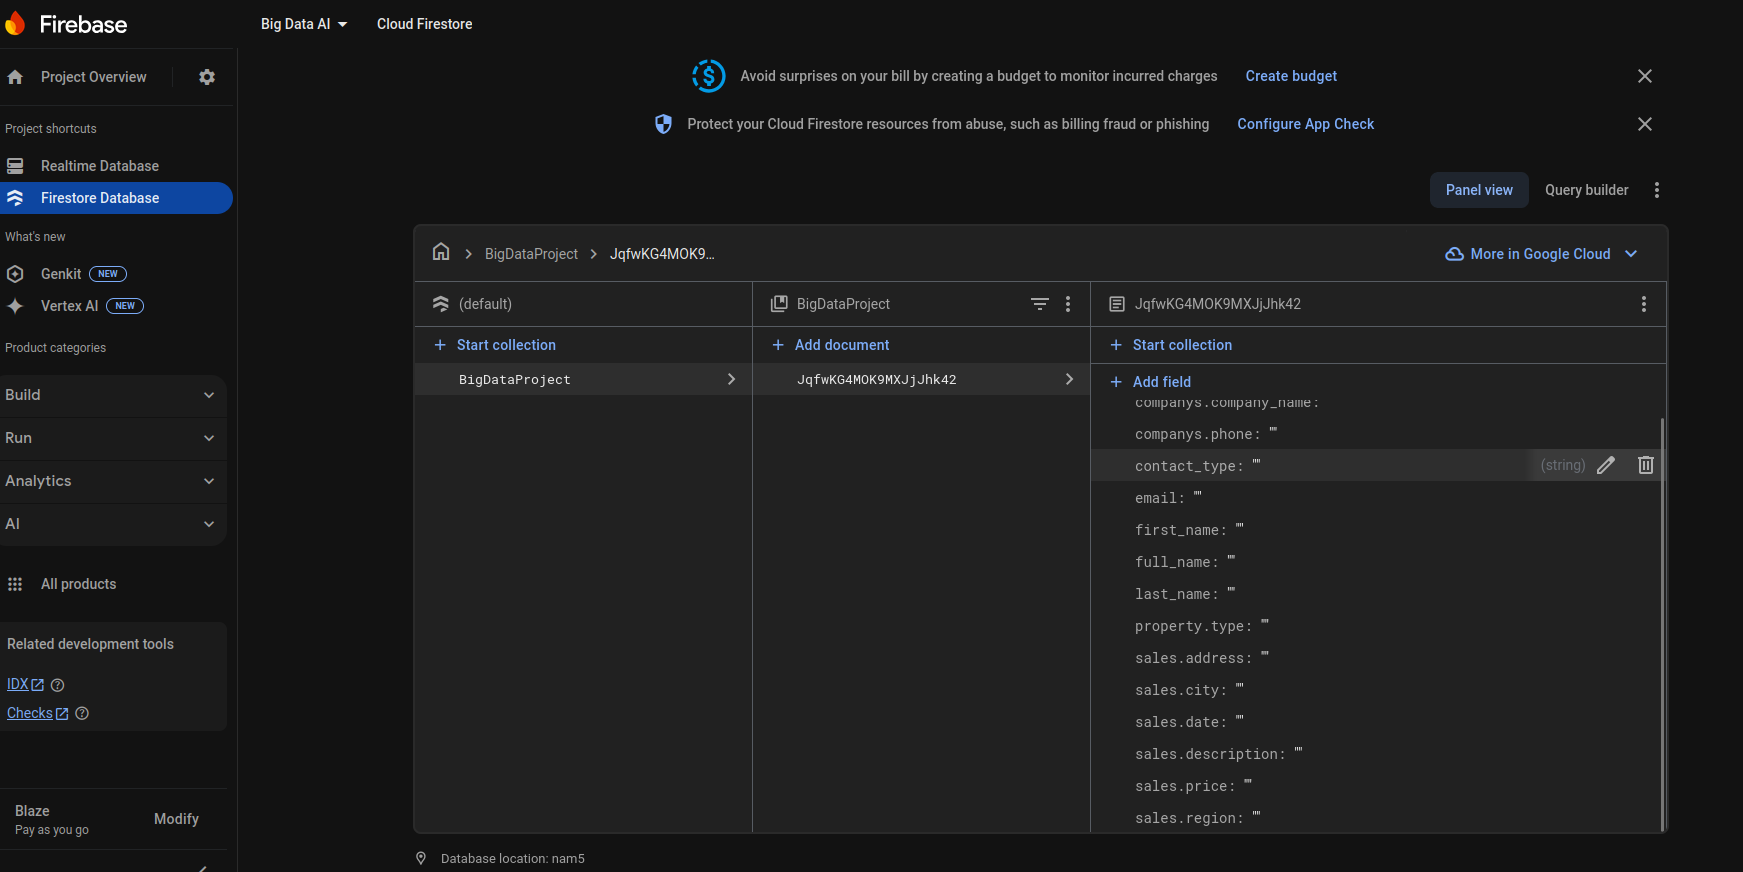 Firebase
Big Data AI
Cloud Firestore
Project Overview
Project shortcuts
Realtime Database
Firestore Database
What's new
Genkit NEW
Vertex AI NEW
Product categories
Build
Run
Analytics
AI
All products
Related development tools
IDX
Checks
Blaze
Pay as you go
Modify
Avoid surprises on your bill by creating a budget to monitor incurred charges Create budget
Protect your Cloud Firestore resources from abuse, such as billing fraud or phishing Configure App Check
Panel view Query builder
BigDataProject JqfwKG4MOK9...
More in Google Cloud
(default)
Start collection
BigDataProject
BigDataProject
Add document
JqfwKG4MOK9MXJjJhk42
JqfwKG4MOK9MXJjJhk42
Start collection
Add field
companys.company_name:
companys.phone: ""
contact_type: "" (string)
email: ""
first_name: ""
full_name: ""
last_name: ""
property.type: ""
sales.address: ""
sales.city: ""
sales.date: ""
sales.description: ""
sales.price: ""
sales.region: ""
Database location: nam5